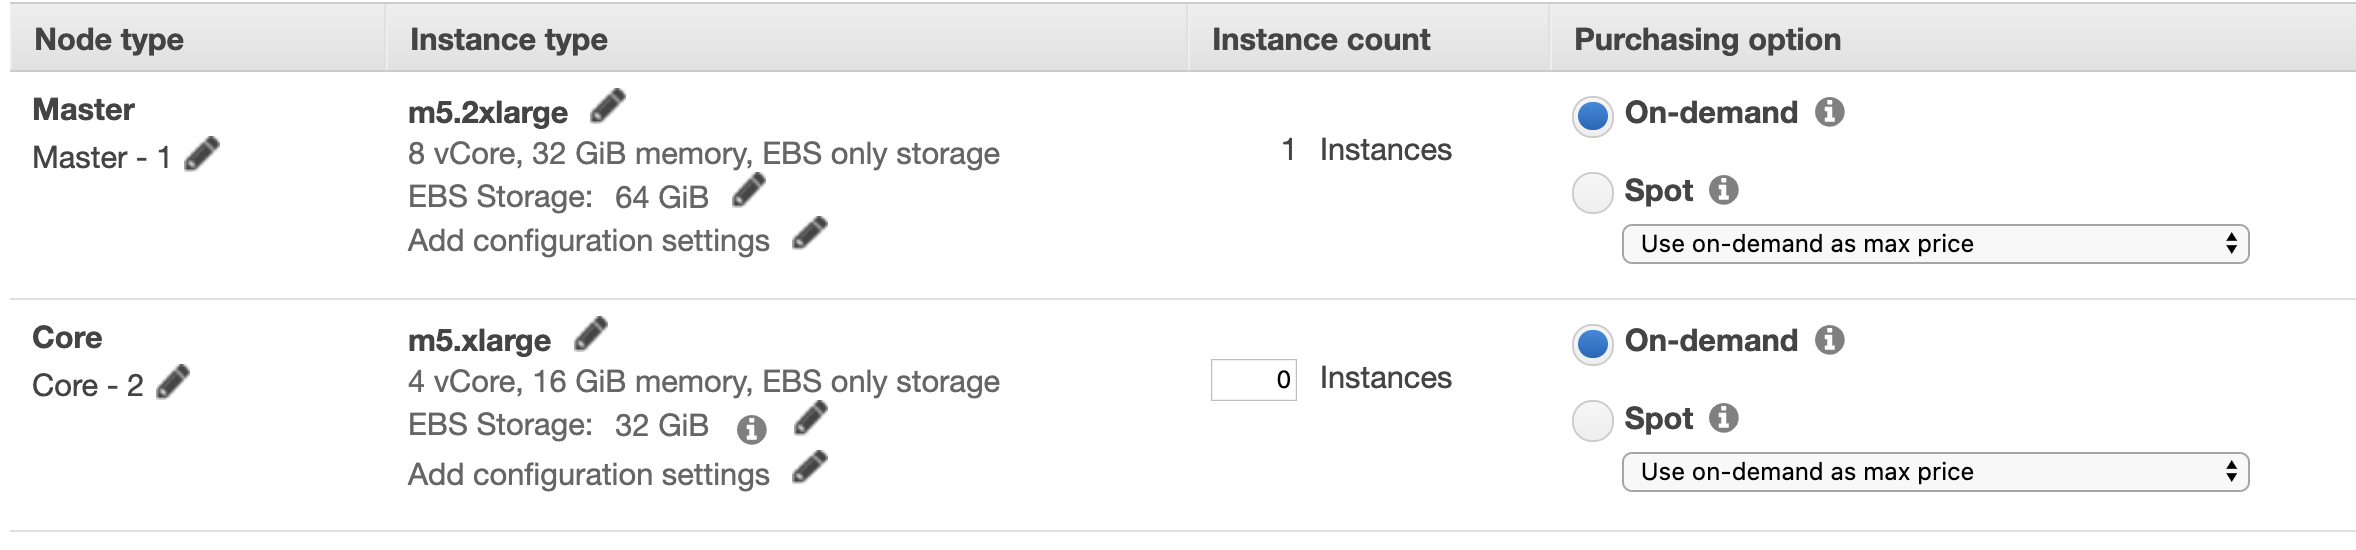 Node type Instance type Instance count Purchasing option
Master
Master - 1
m5.2xlarge
8 vCore, 32 GiB memory, EBS only storage
EBS Storage: 64 GiB
Add configuration settings
1 Instances
On-demand
Spot
Use on-demand as max price
Core
Core - 2
m5.xlarge
4 vCore, 16 GiB memory, EBS only storage
EBS Storage: 32 GiB
Add configuration settings
0 Instances
On-demand
Spot
Use on-demand as max price